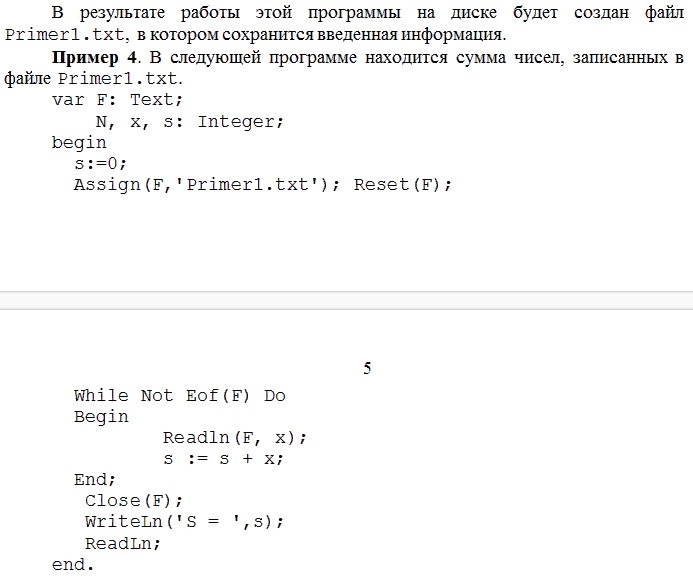 В результате работы этой программы на диске будет создан файл
Primer1.txt, в котором сохранится введенная информация.
Пример 4. В следующей программе находится сумма чисел, записанных в
файле Primer1.txt.
var F: Text;
N, x, s: Integer;
begin
s:=0;
Assign(F,'Primer1.txt'); Reset(F);
5
While Not Eof(F) Do
Begin
Readln(F, x);
s := s + x;
End;
Close(F);
WriteLn('S = ',s);
ReadLn;
end.